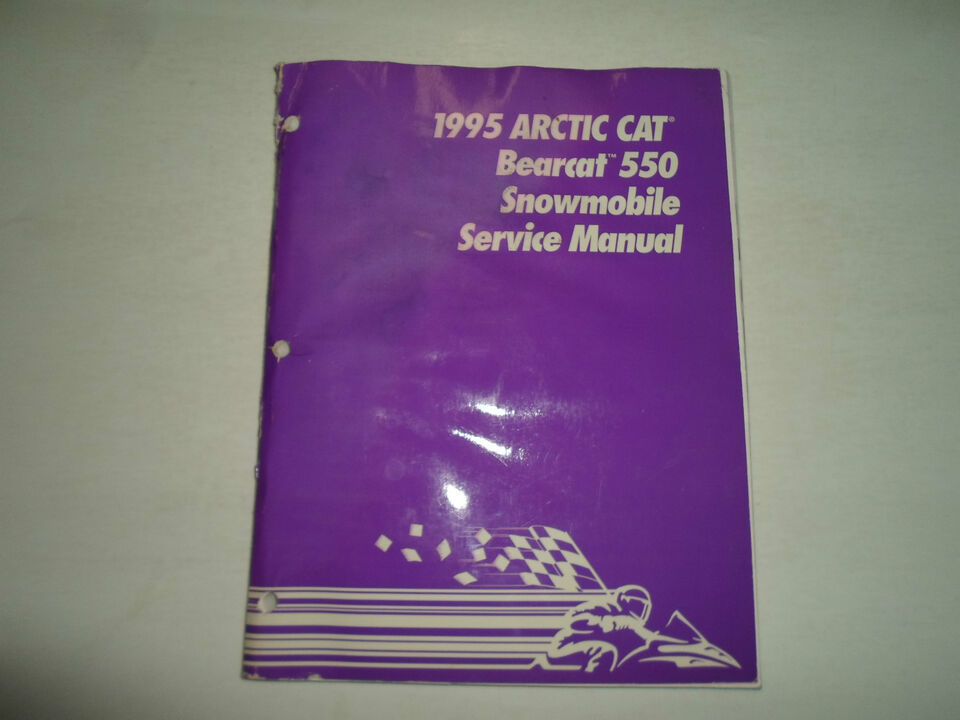 1995 ARCTIC CAT®
Bearcat™ 550
Snowmobile
Service Manual